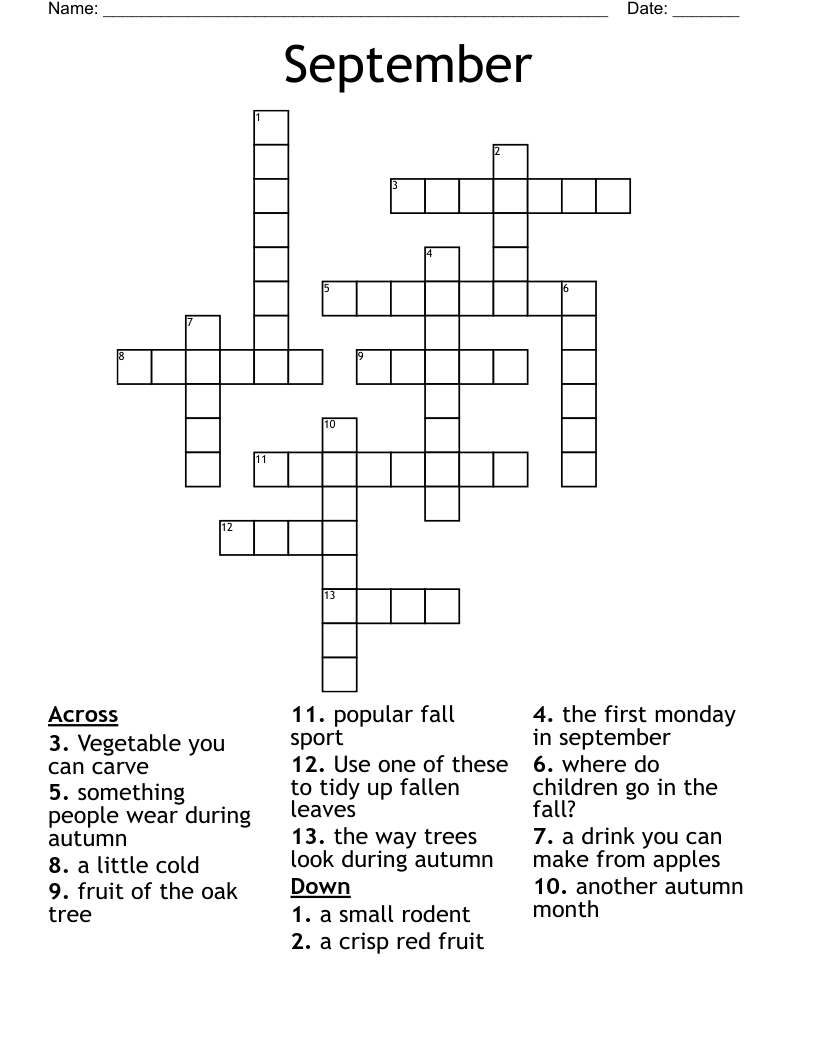 Name: ______________________________________________________ Date: _______
September
1
2
3
4
5
6
7
8
9
10
11
12
13
Across
3. Vegetable you
can carve
5. something
people wear during
autumn
8. a little cold
9. fruit of the oak
tree
11. popular fall
sport
12. Use one of these
to tidy up fallen
leaves
13. the way trees
look during autumn
Down
1. a small rodent
2. a crisp red fruit
4. the first monday
in september
6. where do
children go in the
fall?
7. a drink you can
make from apples
10. another autumn
month